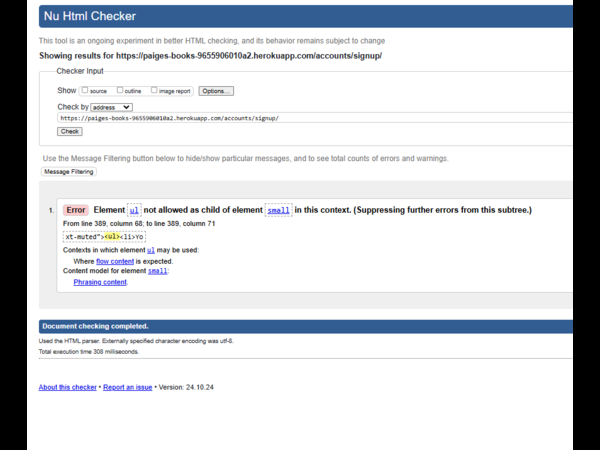 Nu Html Checker
This tool is an ongoing experiment in better HTML checking, and its behavior remains subject to change
Showing results for https://paiges-books-9655906010a2.herokuapp.com/accounts/signup/
Checker Input
Show source outline image report Options...
Check by address
https://paiges-books-9655906010a2.herokuapp.com/accounts/signup/
Check
Use the Message Filtering button below to hide/show particular messages, and to see total counts of errors and warnings.
Message Filtering
1. Error Element ul not allowed as child of element small in this context. (Suppressing further errors from this subtree.)
From line 389, column 68; to line 389, column 71
xt-muted"><ul><li>Yo
Contexts in which element ul may be used:
Where flow content is expected.
Content model for element small:
Phrasing content.
Document checking completed.
Used the HTML parser. Externally specified character encoding was utf-8.
Total execution time 308 milliseconds.
About this checker • Report an issue • Version: 24.10.24